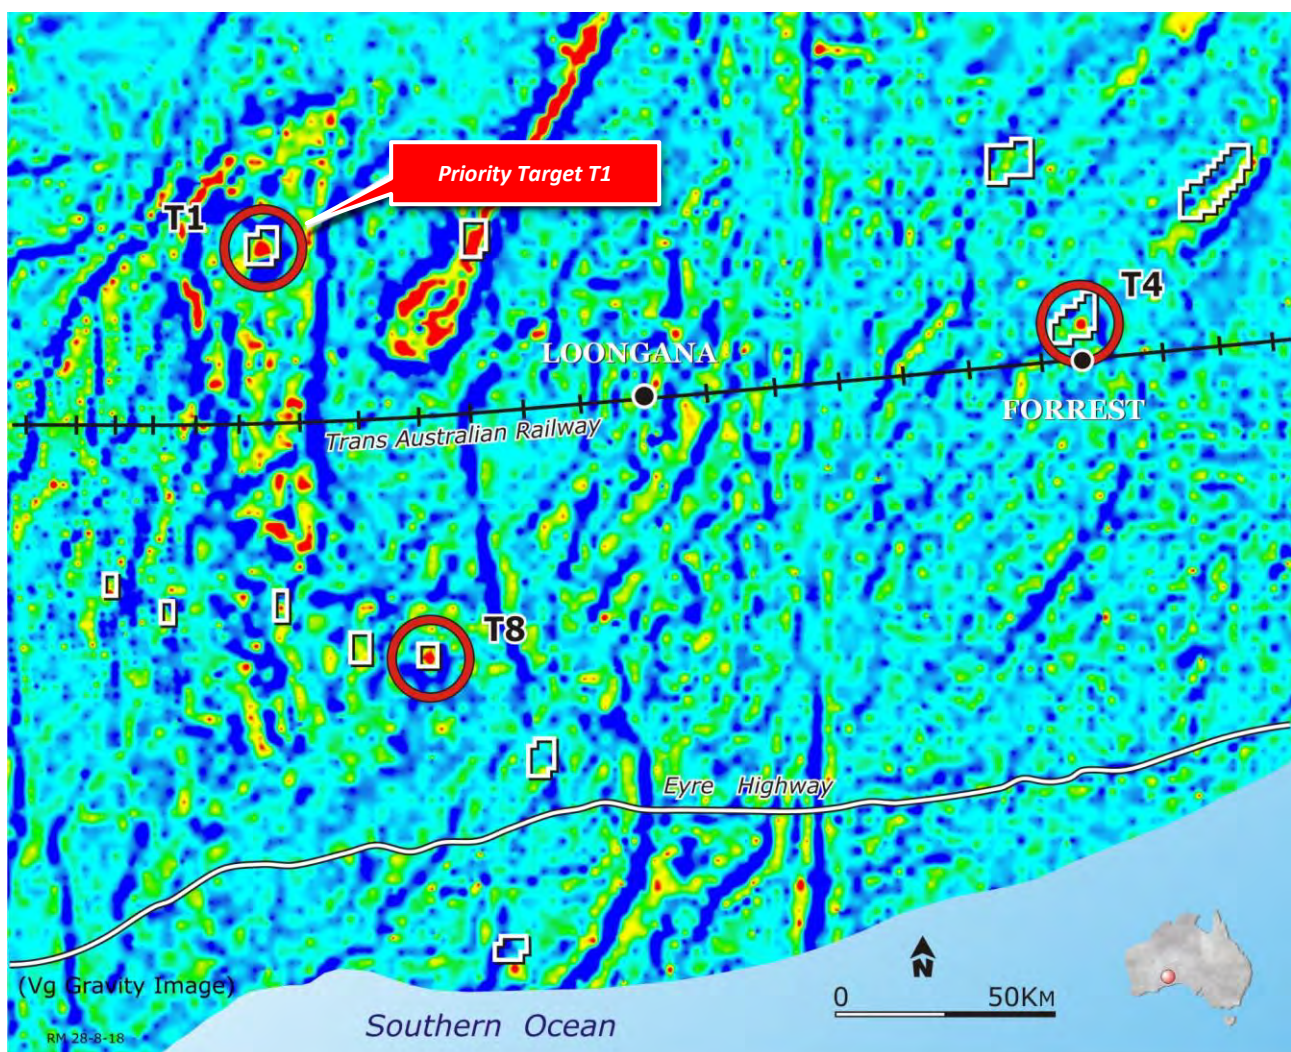 Priority Target T1
T1
T4
LOONGANA
FORREST
Trans Australian Railway
T8
Eyre Highway
N
(Vg Gravity Image)
0 50KM
Southern Ocean
RM 28-8-18